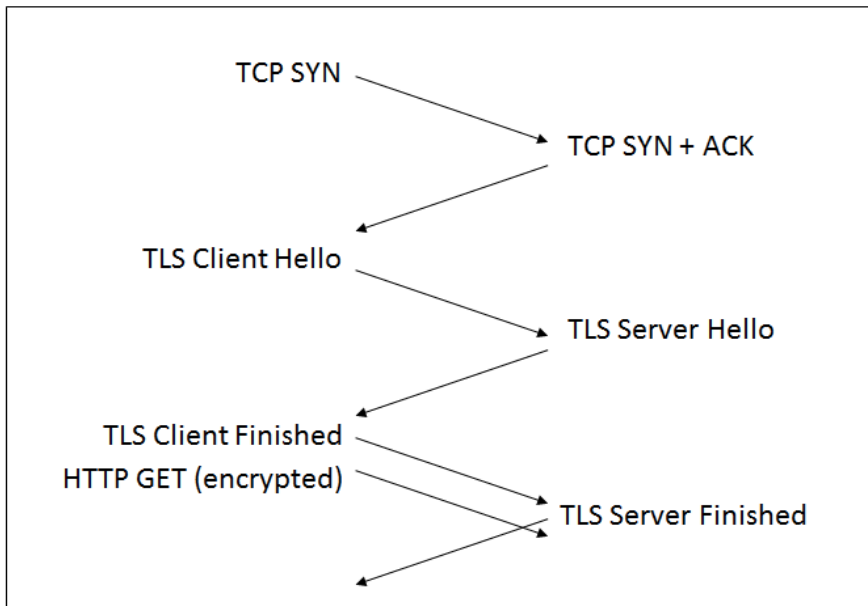 TCP SYN
TCP SYN + ACK
TLS Client Hello
TLS Server Hello
TLS Client Finished
HTTP GET (encrypted)
TLS Server Finished